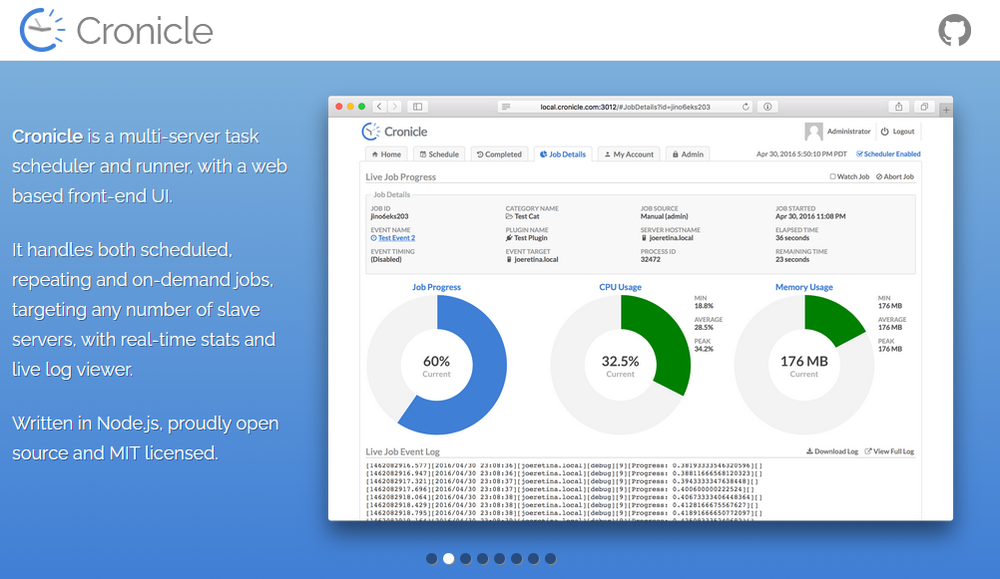 Cronicle
Cronicle is a multi-server task
scheduler and runner, with a web
based front-end UI.
It handles both scheduled,
repeating and on-demand jobs,
targeting any number of slave
servers, with real-time stats and
live log viewer.
Written in Node.js, proudly open
source and MIT licensed.
local.cronicle.com:3012/#JobDetails?id=jino6eks203
Cronicle
Administrator Logout
Home Schedule Completed Job Details My Account Admin Apr 30, 2016 5:50:10 PM PDT Scheduler Enabled
Live Job Progress Watch Job Abort Job
Job Details
JOB ID CATEGORY NAME JOB SOURCE JOB STARTED
jino6eks203 Test Cat Manual (admin) Apr 30, 2016 11:08 PM
EVENT NAME PLUGIN NAME SERVER HOSTNAME ELAPSED TIME
Test Event 2 Test Plugin joeretina.local 36 seconds
EVENT TIMING EVENT TARGET PROCESS ID REMAINING TIME
(Disabled) joeretina.local 32472 23 seconds
Job Progress CPU Usage Memory Usage
60%
Current
32.5%
Current
MIN
18.8%
AVERAGE
28.5%
PEAK
34.2%
176 MB
Current
MIN
176 MB
AVERAGE
176 MB
PEAK
176 MB
Live Job Event Log Download Log View Full Log
[1462082916.577][2016/04/30 23:08:36][joeretina.local][debug][9][Progress: 0.38193333546320596][]
[1462082916.947][2016/04/30 23:08:36][joeretina.local][debug][9][Progress: 0.38811666568120323][]
[1462082917.321][2016/04/30 23:08:37][joeretina.local][debug][9][Progress: 0.3943333347638448][]
[1462082917.696][2016/04/30 23:08:37][joeretina.local][debug][9][Progress: 0.400600000222524][]
[1462082918.064][2016/04/30 23:08:38][joeretina.local][debug][9][Progress: 0.40673333406448364][]
[1462082918.429][2016/04/30 23:08:38][joeretina.local][debug][9][Progress: 0.4128166675567627][]
[1462082918.795][2016/04/30 23:08:38][joeretina.local][debug][9][Progress: 0.41891666650772097][]